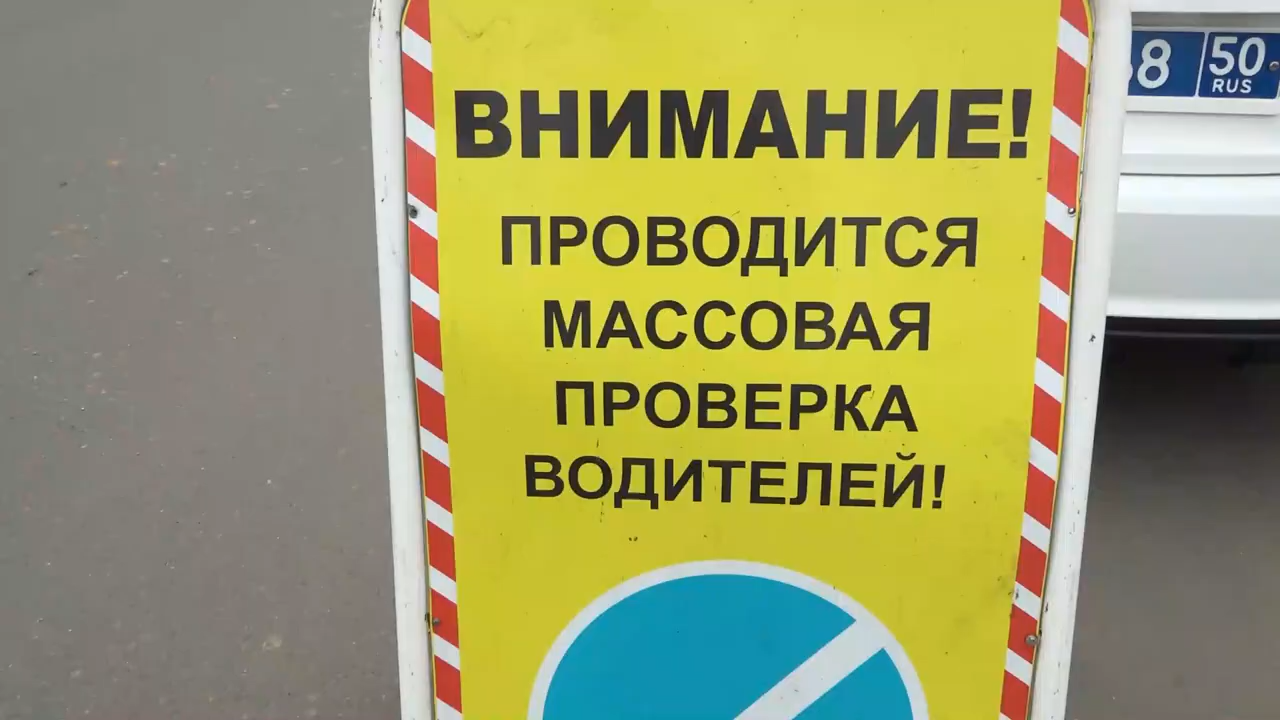 ВНИМАНИЕ!
ПРОВОДИТСЯ
МАССОВАЯ
ПРОВЕРКА
ВОДИТЕЛЕЙ!
8 50
RUS